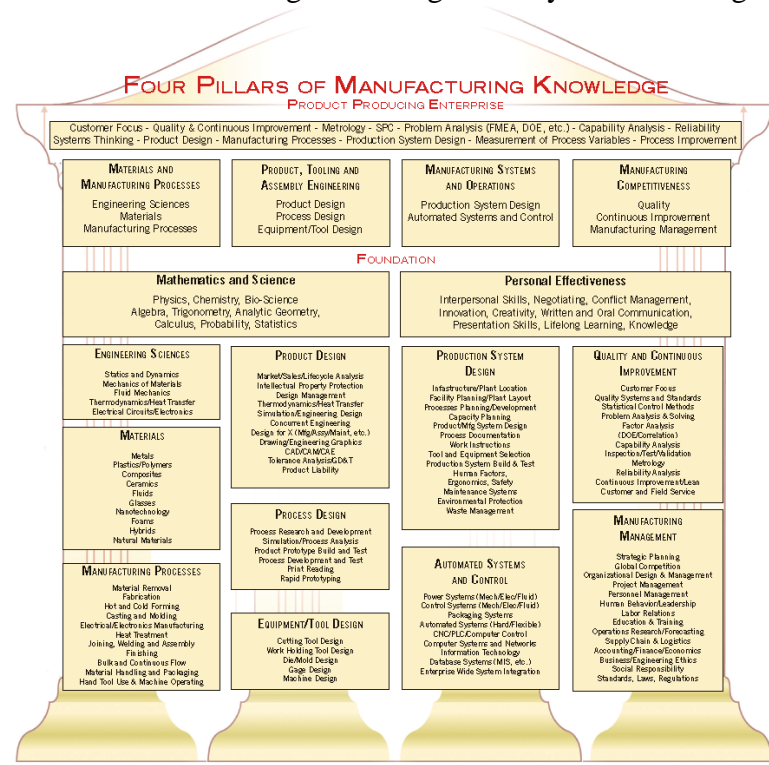 FOUR PILLARS OF MANUFACTURING KNOWLEDGE
PRODUCT PRODUCING ENTERPRISE
Customer Focus - Quality & Continuous Improvement - Metrology - SPC - Problem Analysis (FMEA, DOE, etc.) - Capability Analysis - Reliability
Systems Thinking - Product Design - Manufacturing Processes - Production System Design - Measurement of Process Variables - Process Improvement
MATERIALS AND
MANUFACTURING PROCESSES
Engineering Sciences
Materials
Manufacturing Processes
PRODUCT, TOOLING AND
ASSEMBLY ENGINEERING
Product Design
Process Design
Equipment/Tool Design
MANUFACTURING SYSTEMS
AND OPERATIONS
Production System Design
Automated Systems and Control
MANUFACTURING
COMPETITIVENESS
Quality
Continuous Improvement
Manufacturing Management
FOUNDATION
Mathematics and Science
Physics, Chemistry, Bio-Science
Algebra, Trigonometry, Analytic Geometry,
Calculus, Probability, Statistics
Personal Effectiveness
Interpersonal Skills, Negotiating, Conflict Management,
Innovation, Creativity, Written and Oral Communication,
Presentation Skills, Lifelong Learning, Knowledge
ENGINEERING SCIENCES
Statics and Dynamics
Mechanics of Materials
Fluid Mechanics
Thermodynamics/Heat Transfer
Electrical Circuits/Electronics
MATERIALS
Metals
Plastics/Polymers
Composites
Ceramics
Fluids
Glasses
Nanotechnology
Foams
Hybrids
Natural Materials
MANUFACTURING PROCESSES
Material Removal
Fabrication
Hot and Cold Forming
Casting and Molding
Electrical/Electronics Manufacturing
Heat Treatment
Joining, Welding and Assembly
Finishing
Bulk and Continuous Flow
Material Handling and Packaging
Hand Tool Use & Machine Operating
PRODUCT DESIGN
Market/Sales/Lifecycle Analysis
Intellectual Property Protection
Design Management
Thermodynamics/Heat Transfer
Simulation/Engineering Design
Concurrent Engineering
Design for X (Mfg/Assy/Maint, etc.)
Drawing/Engineering Graphics
CAD/CAM/CAE
Tolerance Analysis/GD&T
Product Liability
PROCESS DESIGN
Process Research and Development
Simulation/Process Analysis
Product Prototype Build and Test
Process Development and Test
Print Reading
Rapid Prototyping
EQUIPMENT/TOOL DESIGN
Cutting Tool Design
Work Holding Tool Design
Die/Mold Design
Gage Design
Machine Design
PRODUCTION SYSTEM
DESIGN
Infastructure/Plant Location
Facility Planning/Plant Layout
Processes Planning/Development
Capacity Planning
Product/Mfg System Design
Process Documentation
Work Instructions
Tool and Equipment Selection
Production System Build & Test
Human Factors,
Ergonomics, Safety
Maintenance Systems
Environmental Protection
Waste Management
AUTOMATED SYSTEMS
AND CONTROL
Power Systems (Mech/Elec/Fluid)
Control Systems (Mech/Elec/Fluid)
Packaging Systems
Automated Systems (Hard/Flexible)
CNC/PLC/Computer Control
Computer Systems and Networks
Information Technology
Database Systems (MIS, etc.)
Enterprise Wide System Integration
QUALITY AND CONTINUOUS
IMPROVEMENT
Customer Focus
Quality Systems and Standards
Statistical Control Methods
Problem Analysis & Solving
Factor Analysis
(DOE/Correlation)
Capability Analysis
Inspection/Test/Validation
Metrology
Reliability Analysis
Continuous Improvement/Lean
Customer and Field Service
MANUFACTURING
MANAGEMENT
Strategic Planning
Global Competition
Organizational Design & Management
Project Management
Personnel Management
Human Behavior/Leadership
Labor Relations
Education & Training
Operations Research/Forecasting
Supply Chain & Logistics
Accounting/Finance/Economics
Business/Engineering Ethics
Social Responsibility
Standards, Laws, Regulations